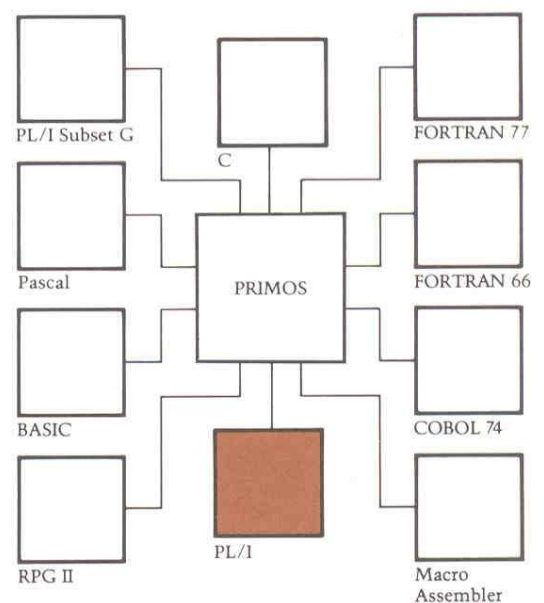 PL/I Subset G
C
FORTRAN 77
Pascal
PRIMOS
FORTRAN 66
BASIC
COBOL 74
RPG II
PL/I
Macro
Assembler